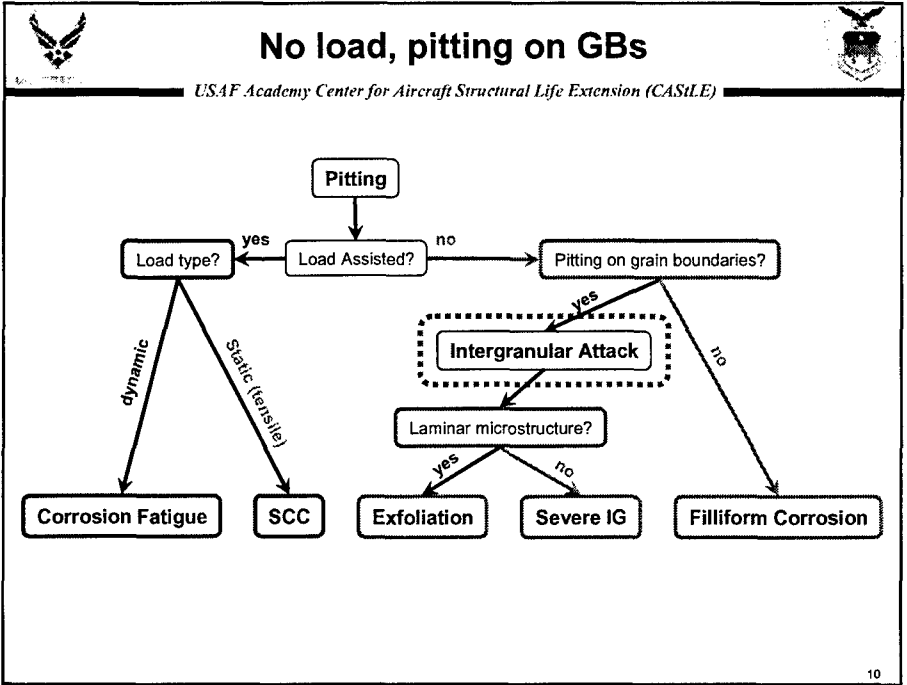 No load, pitting on GBs
USAF Academy Center for Aircraft Structural Life Extension (CAStLE)
Pitting
yes
no
Load type?
Load Assisted?
Pitting on grain boundaries?
yes
Intergranular Attack
no
dynamic
Static (tensile)
Laminar microstructure?
yes
no
Corrosion Fatigue
SCC
Exfoliation
Severe IG
Filliform Corrosion
10